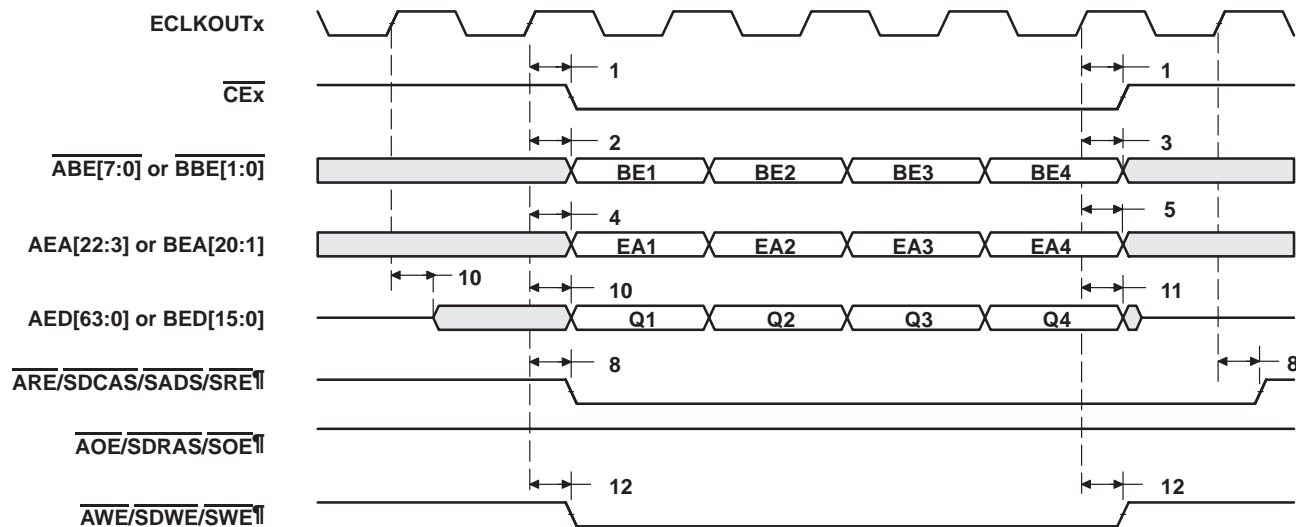 ECLKOUTx
1 1
CEx
2 3
ABE[7:0] or BBE[1:0]
BE1 BE2 BE3 BE4
4 5
AEA[22:3] or BEA[20:1]
EA1 EA2 EA3 EA4
10 10 11
AED[63:0] or BED[15:0]
Q1 Q2 Q3 Q4
8 8
ARE/SDCAS/SADS/SRE¶
AOE/SDRAS/SOE¶
12 12
AWE/SDWE/SWE¶